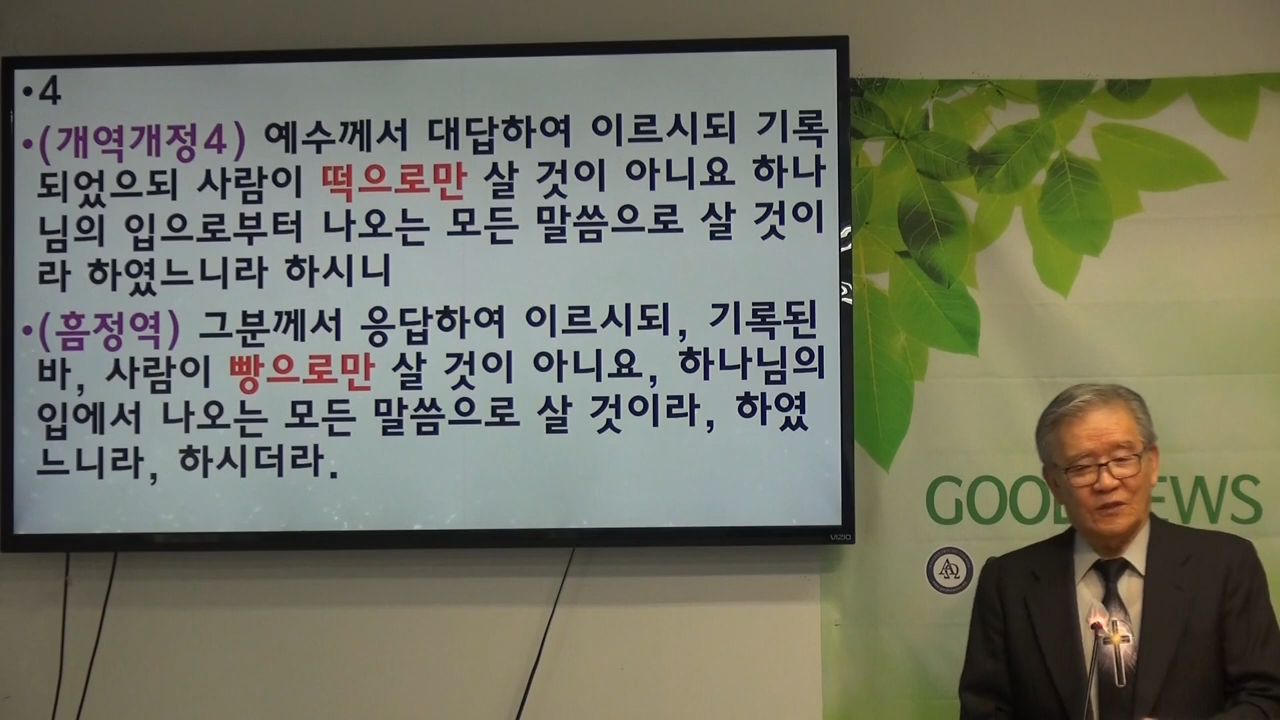 •4
•(개역개정4) 예수께서 대답하여 이르시되 기록
되었으되 사람이 떡으로만 살 것이 아니요 하나
님의 입으로부터 나오는 모든 말씀으로 살 것이
라 하였느니라 하시니
•(흠정역) 그분께서 응답하여 이르시되, 기록된
바, 사람이 빵으로만 살 것이 아니요, 하나님의
입에서 나오는 모든 말씀으로 살 것이라, 하였
느니라, 하시더라.
VIZIO
GOOD NEWS
ΑΩ